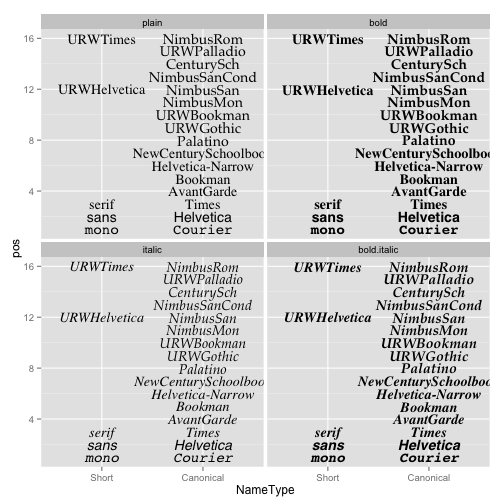 plain
bold
16
URWTimes NimbusRom
URWPalladio
CenturySch
NimbusSanCond
12
URWHelvetica NimbusSan
NimbusMon
URWBookman
URWGothic
8
Palatino
NewCenturySchoolboo
Helvetica-Narrow
Bookman
4
AvantGarde
serif Times
sans Helvetica
mono Courier
URWTimes NimbusRom
URWPalladio
CenturySch
NimbusSanCond
URWHelvetica NimbusSan
NimbusMon
URWBookman
URWGothic
Palatino
NewCenturySchoolboo
Helvetica-Narrow
Bookman
AvantGarde
serif Times
sans Helvetica
mono Courier
pos
italic
bold.italic
16
URWTimes NimbusRom
URWPalladio
CenturySch
NimbusSanCond
12
URWHelvetica NimbusSan
NimbusMon
URWBookman
URWGothic
8
Palatino
NewCenturySchoolboo
Helvetica-Narrow
Bookman
4
AvantGarde
serif Times
sans Helvetica
mono Courier
URWTimes NimbusRom
URWPalladio
CenturySch
NimbusSanCond
URWHelvetica NimbusSan
NimbusMon
URWBookman
URWGothic
Palatino
NewCenturySchoolboo
Helvetica-Narrow
Bookman
AvantGarde
serif Times
sans Helvetica
mono Courier
Short Canonical
Short Canonical
NameType